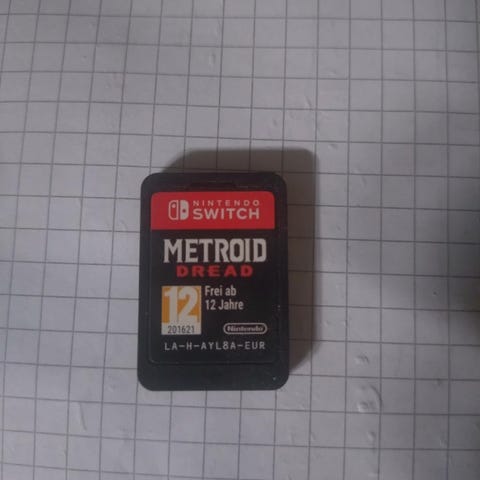 NINTENDO
SWITCH
METROID
DREAD
12
Frei ab
12 Jahre
201621
Nintendo
LA-H-AYL8A-EUR